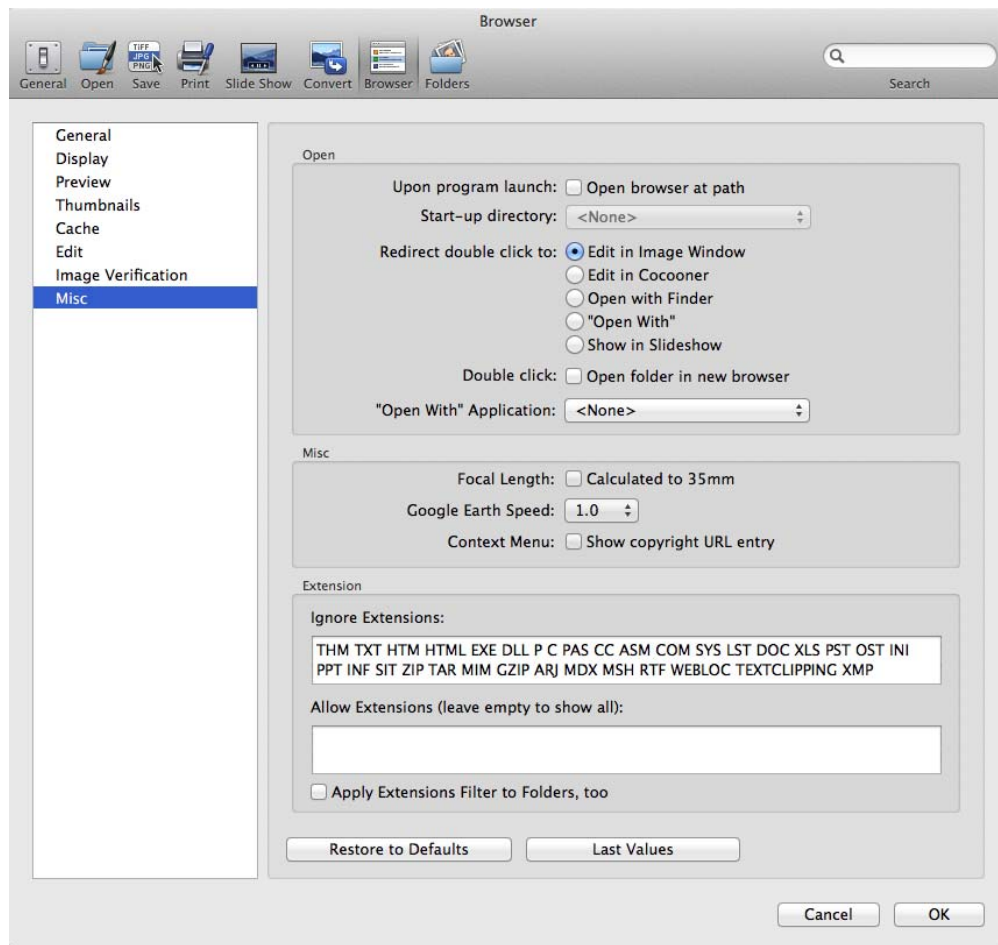 Browser
TIFF
JPG
PNG
General Open Save Print Slide Show Convert Browser Folders Search
General
Display
Preview
Thumbnails
Cache
Edit
Image Verification
Misc
Open
Upon program launch: Open browser at path
Start-up directory: <None>
Redirect double click to: Edit in Image Window
Edit in Cocooner
Open with Finder
"Open With"
Show in Slideshow
Double click: Open folder in new browser
"Open With" Application: <None>
Misc
Focal Length: Calculated to 35mm
Google Earth Speed: 1.0
Context Menu: Show copyright URL entry
Extension
Ignore Extensions:
THM TXT HTM HTML EXE DLL P C PAS CC ASM COM SYS LST DOC XLS PST OST INI
PPT INF SIT ZIP TAR MIM GZIP ARJ MDX MSH RTF WEBLOC TEXTCLIPPING XMP
Allow Extensions (leave empty to show all):
Apply Extensions Filter to Folders, too
Restore to Defaults Last Values
Cancel OK